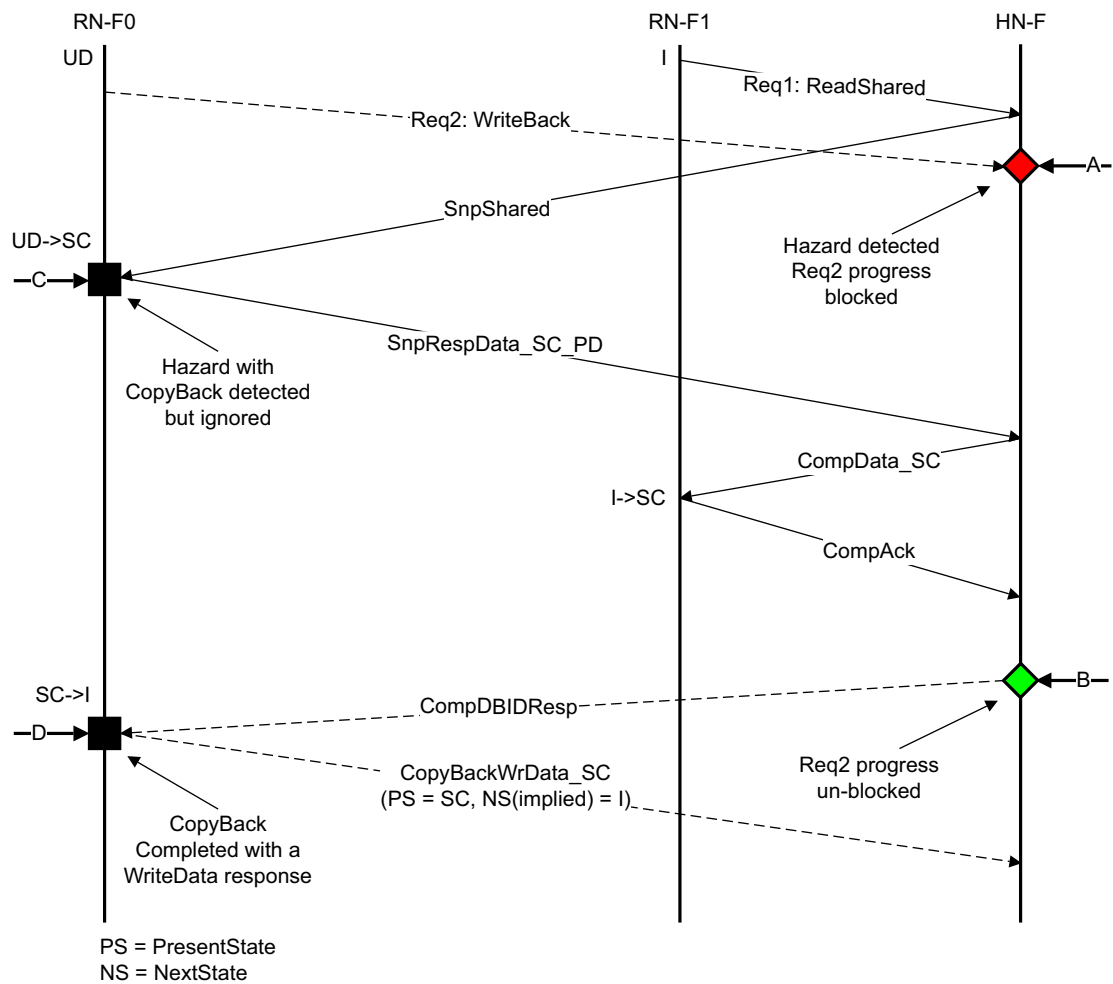 RN-F0
RN-F1
HN-F
UD
I
Req1: ReadShared
Req2: WriteBack
A
SnpShared
UD->SC
C
Hazard detected
Req2 progress
blocked
SnpRespData_SC_PD
Hazard with
CopyBack detected
but ignored
CompData_SC
I->SC
CompAck
B
SC->I
CompDBIDResp
D
CopyBackWrData_SC
(PS = SC, NS(implied) = I)
Req2 progress
un-blocked
CopyBack
Completed with a
WriteData response
PS = PresentState
NS = NextState